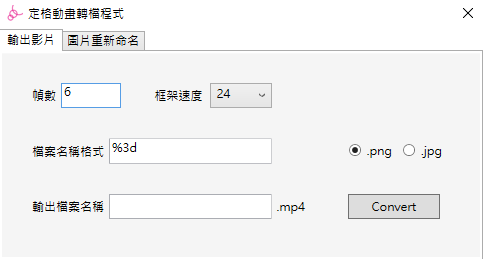 定格動畫轉檔程式
輸出影片 圖片重新命名
幀數 6 框架速度 24
檔案名稱格式 %3d .png .jpg
輸出檔案名稱 .mp4 Convert